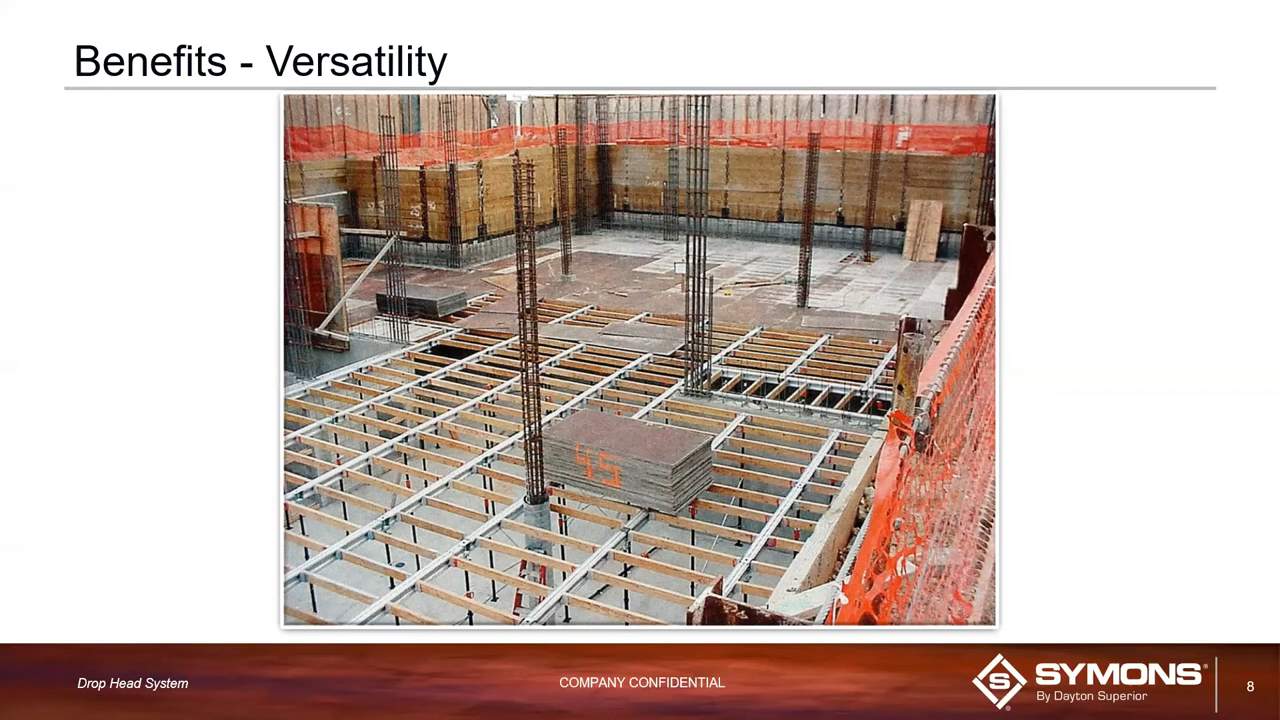 Benefits - Versatility
45
Drop Head System
COMPANY CONFIDENTIAL
S SYMONS®
By Dayton Superior
®
8